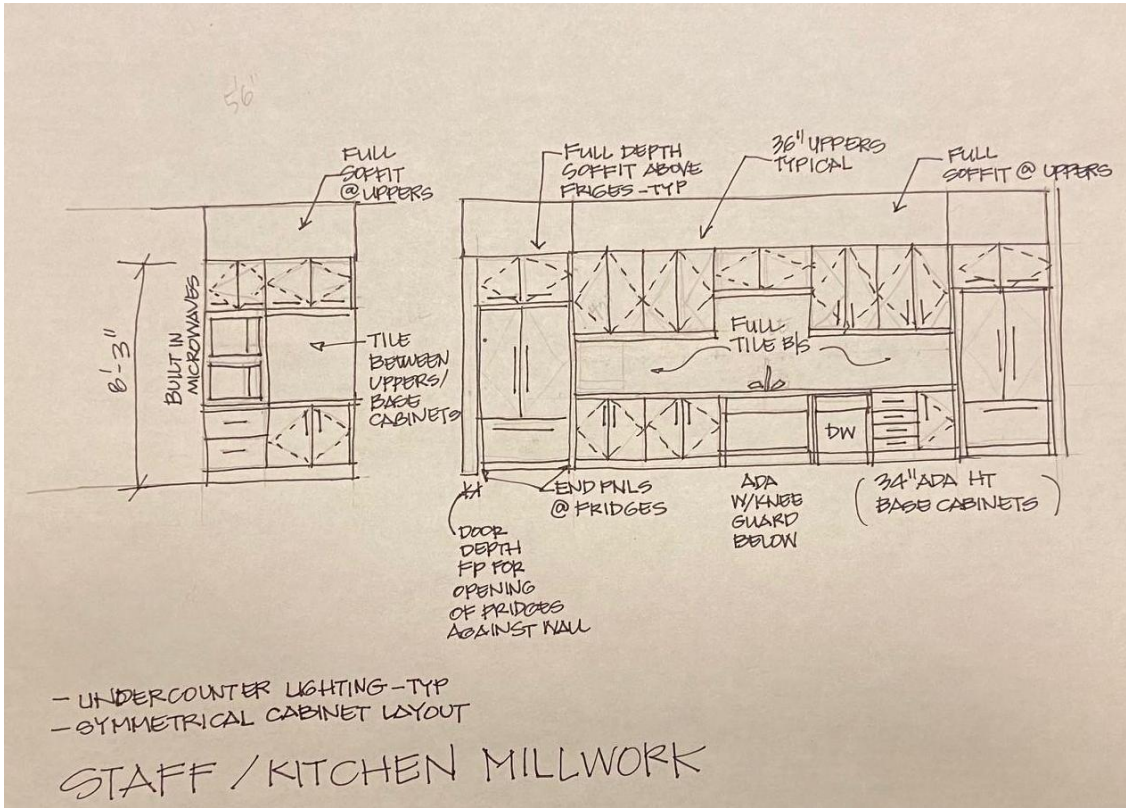 5'6"
FULL
SOFFIT
@ UPPERS
FULL DEPTH
SOFFIT ABOVE
FRIGES - TYP
36" UPPERS
TYPICAL
FULL
SOFFIT @ UPPERS
8'-3"
BUILT IN
MICROWAVES
TILE
BETWEEN
UPPERS/
BASE
CABINETS
FULL
TILE B/S
DW
END PNLS
@ FRIDGES
DOOR
DEPTH
FP FOR
OPENING
OF FRIDGES
AGAINST WALL
ADA
W/KNEE
GUARD
BELOW
(34" ADA HT
BASE CABINETS)
- UNDERCOUNTER LIGHTING - TYP
- SYMMETRICAL CABINET LAYOUT
STAFF / KITCHEN MILLWORK